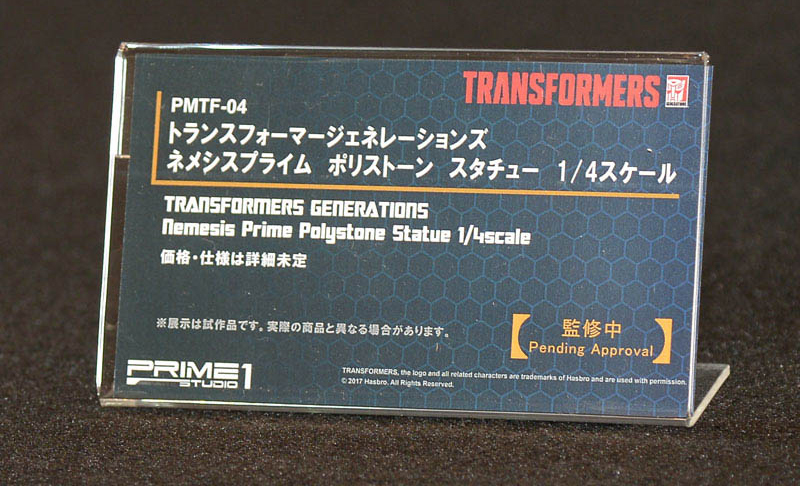 TRANSFORMERS
GENERATIONS
PMTF-04
トランスフォーマージェネレーションズ
ネメシスプライム ポリストーン スタチュー 1/4スケール
TRANSFORMERS GENERATIONS
Nemesis Prime Polystone Statue 1/4scale
価格・仕様は詳細未定
※展示は試作品です。実際の商品と異なる場合があります。
【監修中
Pending Approval】
PRIME 1
STUDIO
TRANSFORMERS, the logo and all related characters are trademarks of Hasbro and are used with permission.
© 2017 Hasbro. All Rights Reserved.